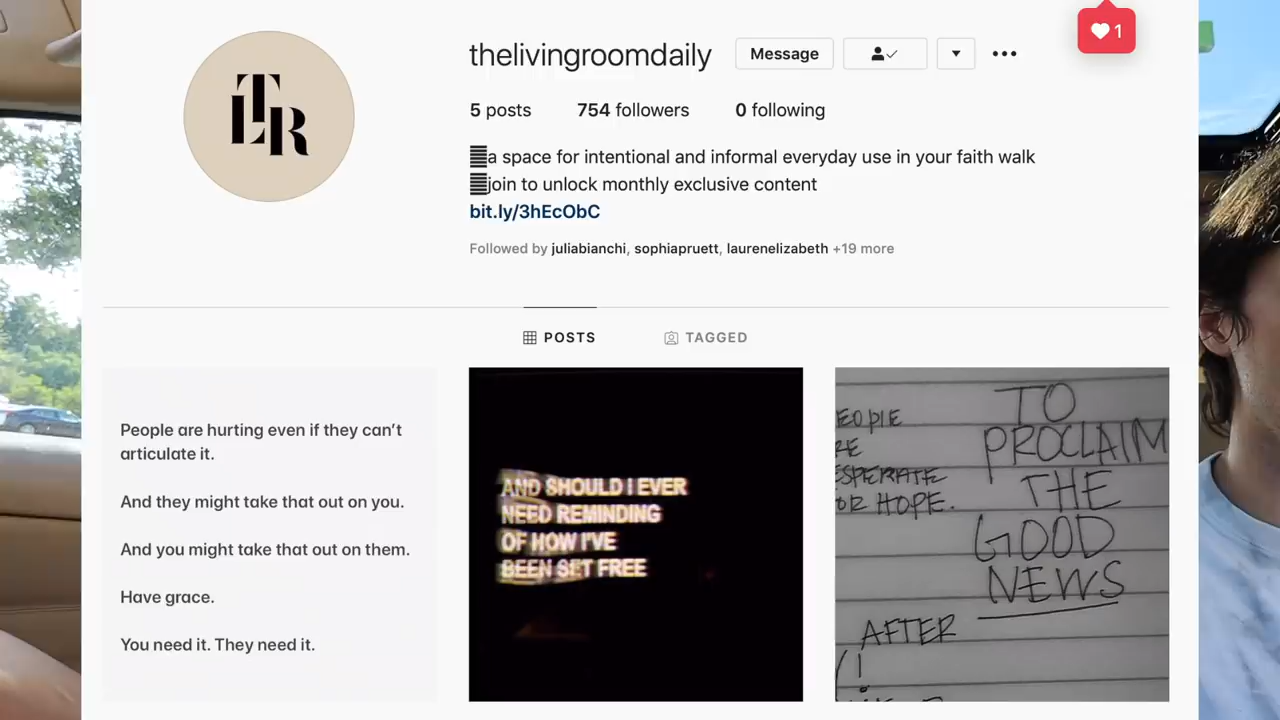 LTR
thelivingroomdaily
Message
1
5 posts
754 followers
0 following
a space for intentional and informal everyday use in your faith walk
join to unlock monthly exclusive content
bit.ly/3hEcObC
Followed by juliabianchi, sophiapruett, laurenelizabeth +19 more
POSTS
TAGGED
People are hurting even if they can't
articulate it.
And they might take that out on you.
And you might take that out on them.
Have grace.
You need it. They need it.
AND SHOULD I EVER
NEED REMINDING
OF HOW I'VE
BEEN SET FREE
EOPLE
RE
ESPERATE
OR HOPE.
TO
PROCLAIM
THE
GOOD
NEWS
AFTER